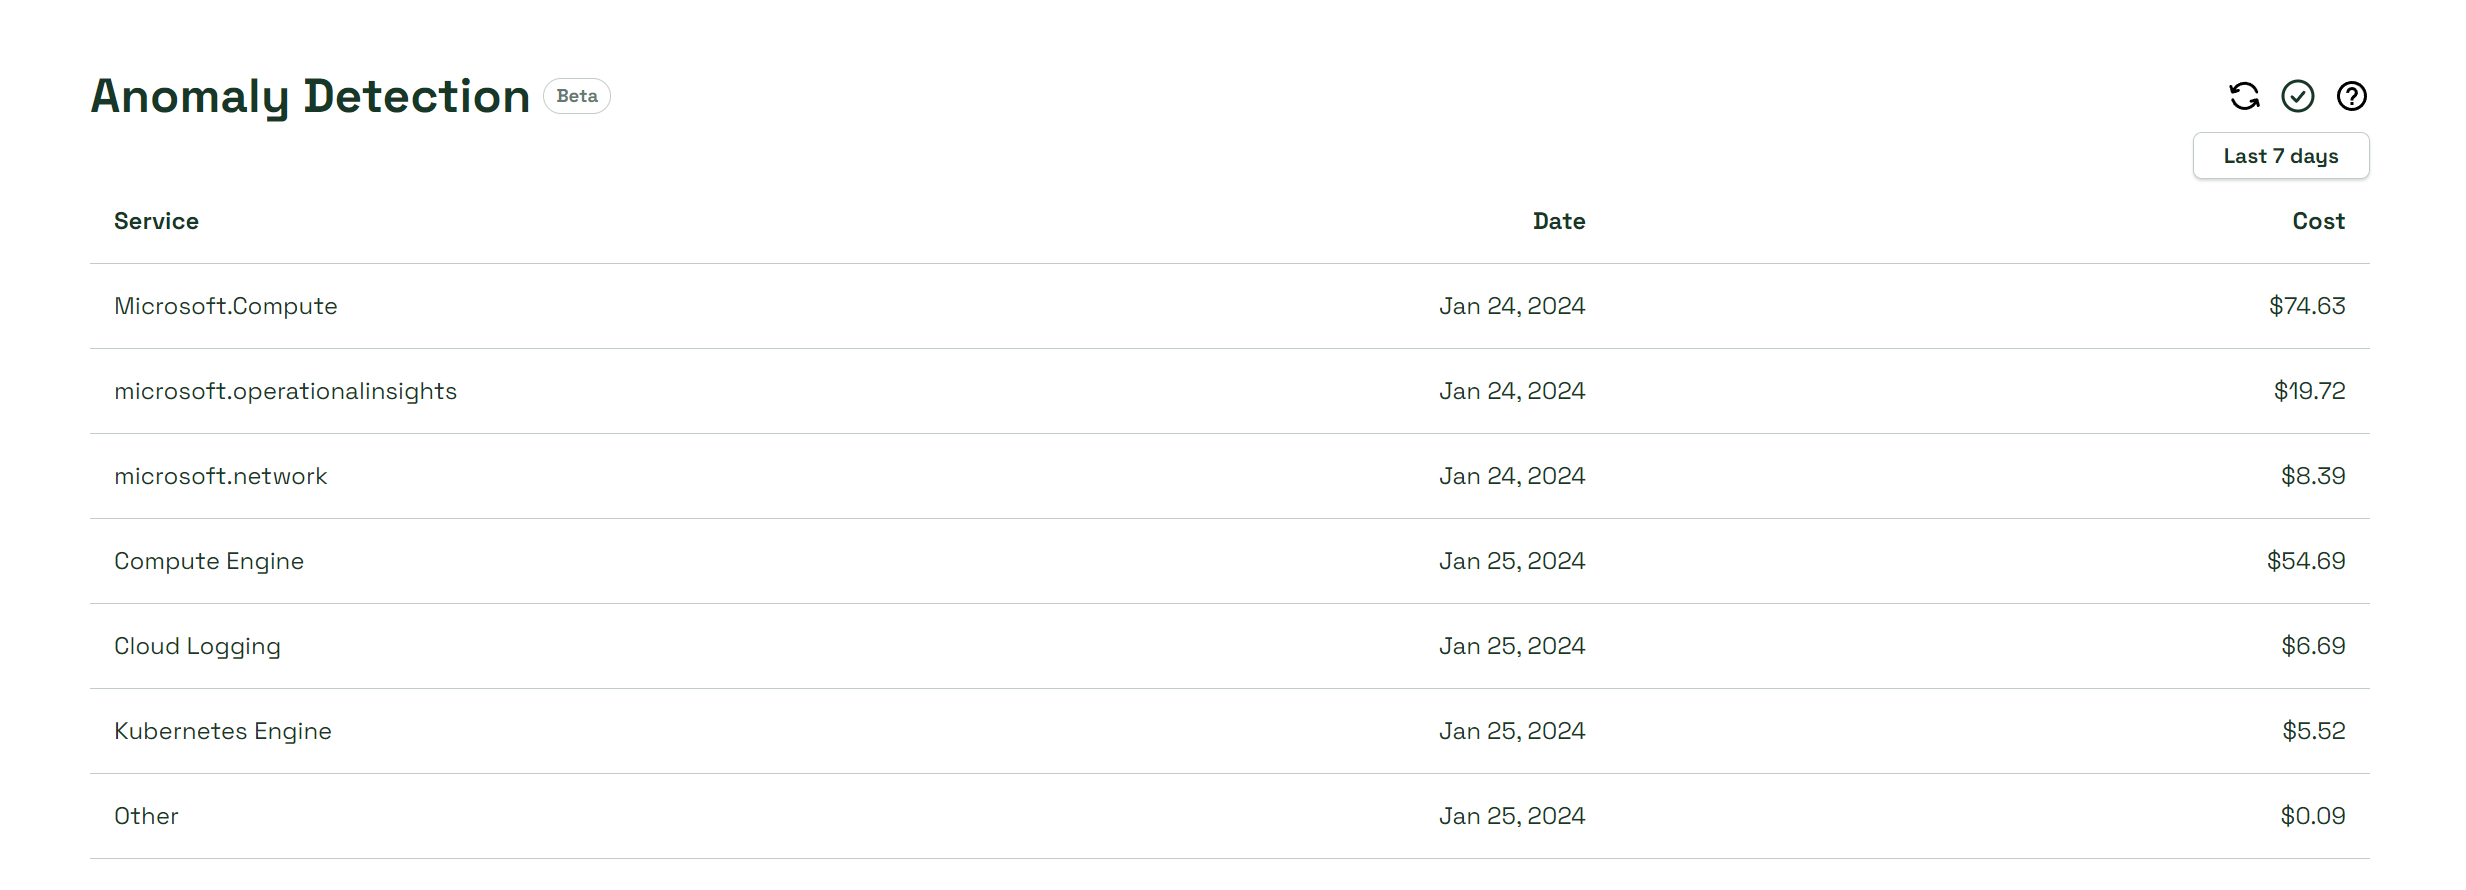 Anomaly Detection Beta
Last 7 days
Service Date Cost
Microsoft.Compute Jan 24, 2024 $74.63
microsoft.operationalinsights Jan 24, 2024 $19.72
microsoft.network Jan 24, 2024 $8.39
Compute Engine Jan 25, 2024 $54.69
Cloud Logging Jan 25, 2024 $6.69
Kubernetes Engine Jan 25, 2024 $5.52
Other Jan 25, 2024 $0.09